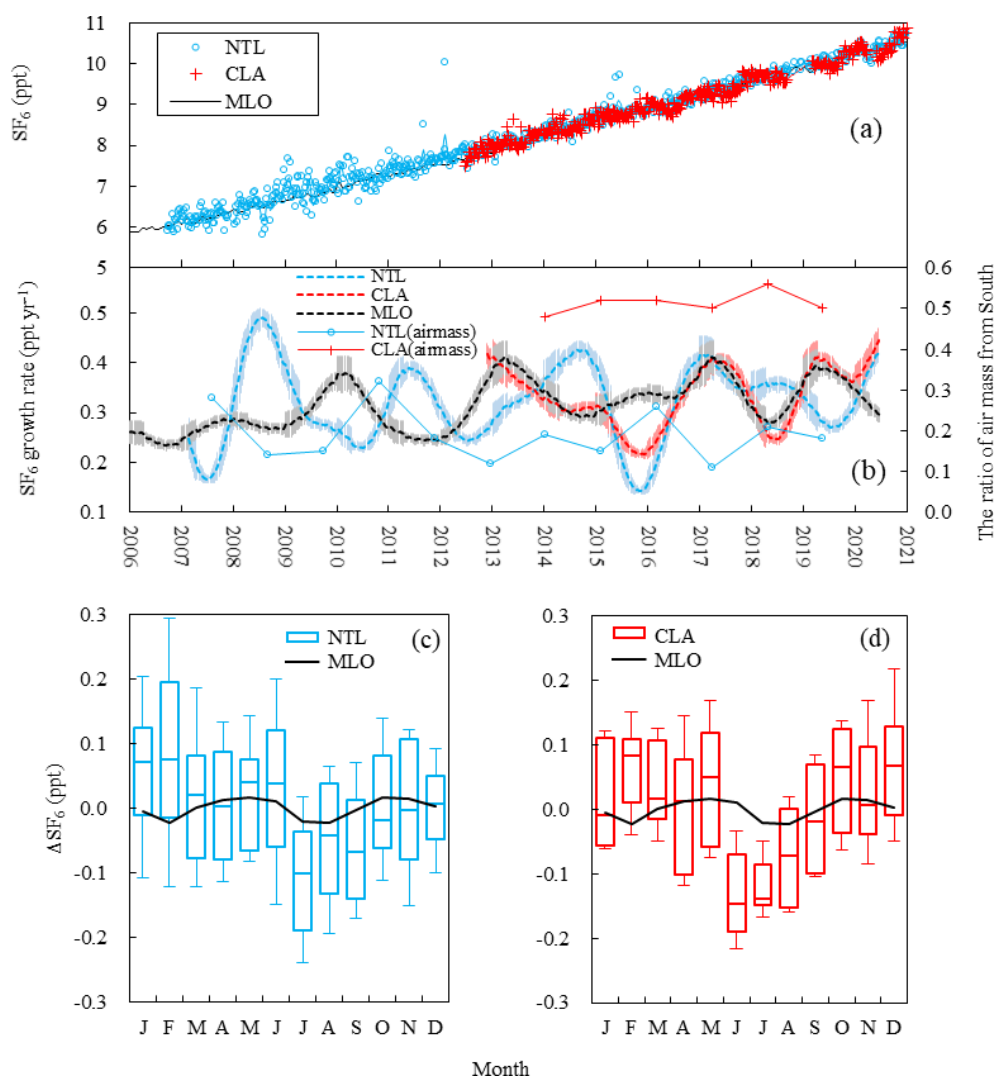 11
10
9
8
7
6
5
SF6 (ppt)
NTL
CLA
MLO
(a)
0.5
0.4
0.3
0.2
0.1
SF6 growth rate (ppt yr-1)
NTL
CLA
MLO
NTL(airmass)
CLA(airmass)
(b)
0.6
0.5
0.4
0.3
0.2
0.1
0.0
The ratio of air mass from South
2006 2007 2008 2009 2010 2011 2012 2013 2014 2015 2016 2017 2018 2019 2020 2021
0.3
0.2
0.1
0.0
-0.1
-0.2
-0.3
ΔSF6 (ppt)
NTL
MLO
(c)
J F M A M J J A S O N D
0.3
0.2
0.1
0.0
-0.1
-0.2
-0.3
CLA
MLO
(d)
J F M A M J J A S O N D
Month